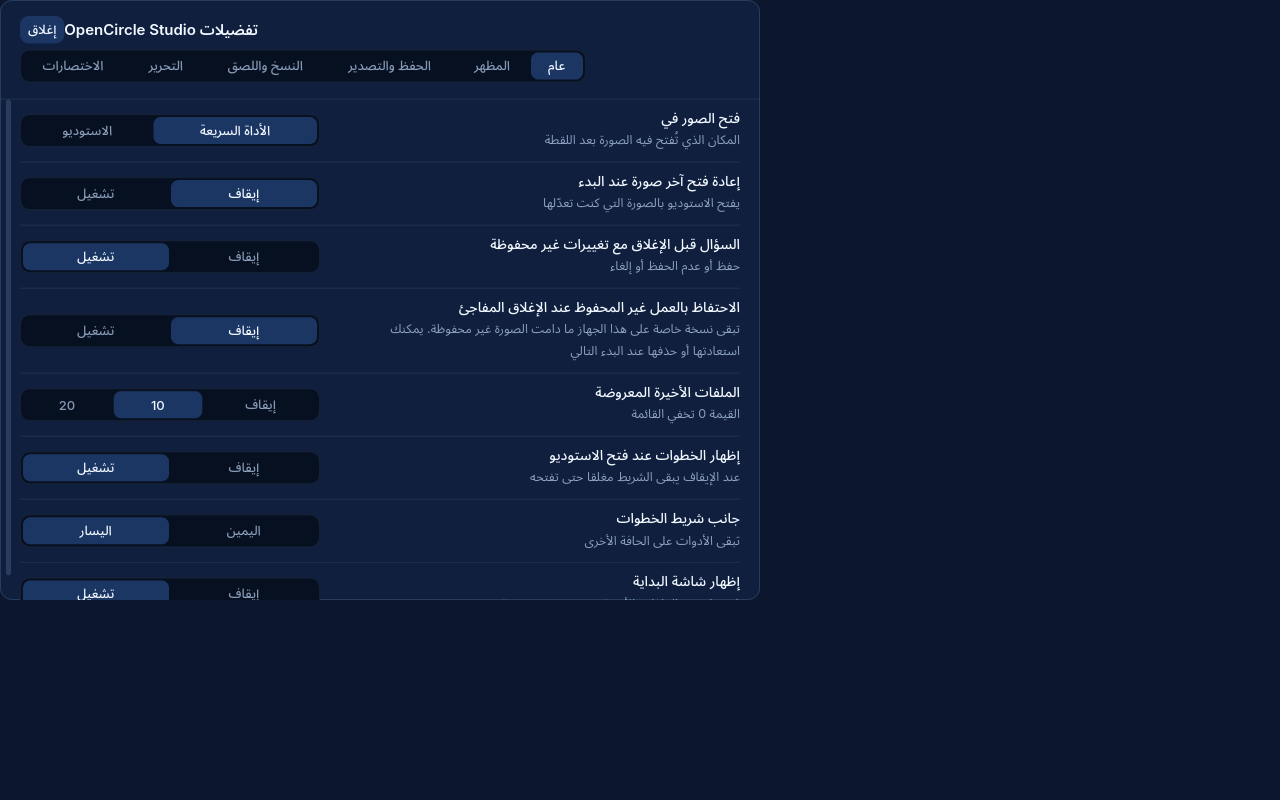 تفضيلات OpenCircle Studio
إغلاق
عام
المظهر
الحفظ والتصدير
النسخ واللصق
التحرير
الاختصارات
فتح الصور في
المكان الذي تُفتح فيه الصورة بعد اللقطة
الأداة السريعة
الاستوديو
إعادة فتح آخر صورة عند البدء
يفتح الاستوديو بالصورة التي كنت تعدّلها
إيقاف
تشغيل
السؤال قبل الإغلاق مع تغييرات غير محفوظة
حفظ أو عدم الحفظ أو إلغاء
إيقاف
تشغيل
الاحتفاظ بالعمل غير المحفوظ عند الإغلاق المفاجئ
تبقى نسخة خاصة على هذا الجهاز ما دامت الصورة غير محفوظة. يمكنك
استعادتها أو حذفها عند البدء التالي
إيقاف
تشغيل
الملفات الأخيرة المعروضة
القيمة 0 تخفي القائمة
إيقاف
10
20
إظهار الخطوات عند فتح الاستوديو
عند الإيقاف يبقى الشريط مغلقا حتى تفتحه
إيقاف
تشغيل
جانب شريط الخطوات
تبقى الأدوات على الحافة الأخرى
اليمين
اليسار
إظهار شاشة البداية
إيقاف
تشغيل